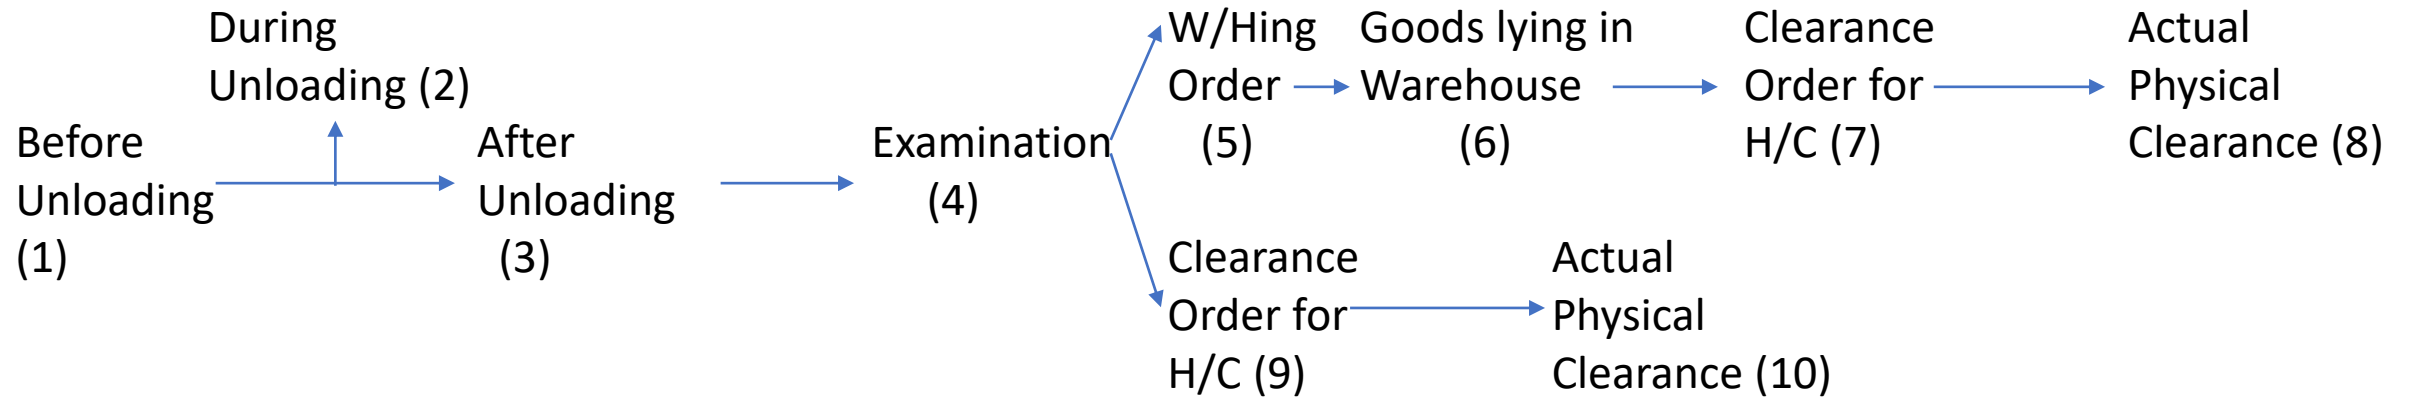 Before
Unloading
(1)
During
Unloading (2)
After
Unloading
(3)
Examination
(4)
W/Hing
Order
(5)
Goods lying in
Warehouse
(6)
Clearance
Order for
H/C (7)
Actual
Physical
Clearance (8)
Clearance
Order for
H/C (9)
Actual
Physical
Clearance (10)